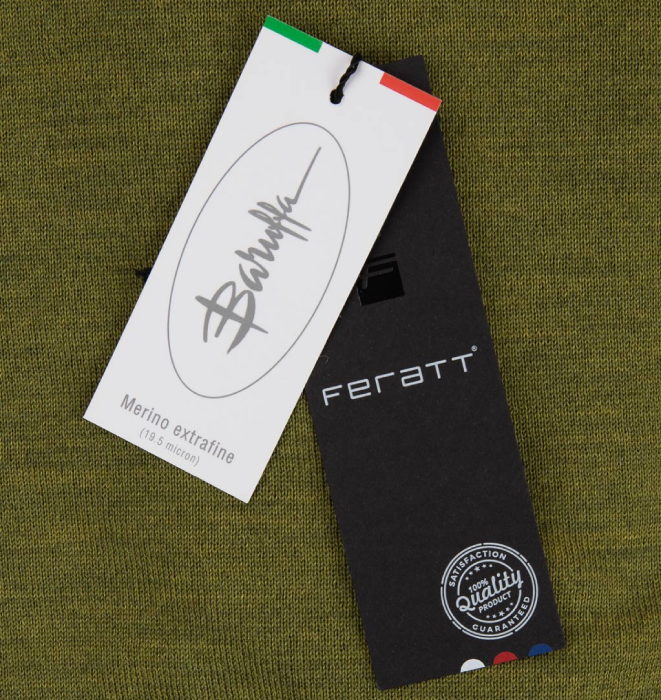 Baruffa
Merino extrafine
(19.5 micron)
F
FERATT®
SATISFACTION
100%
Quality
PRODUCT
GUARANTEED